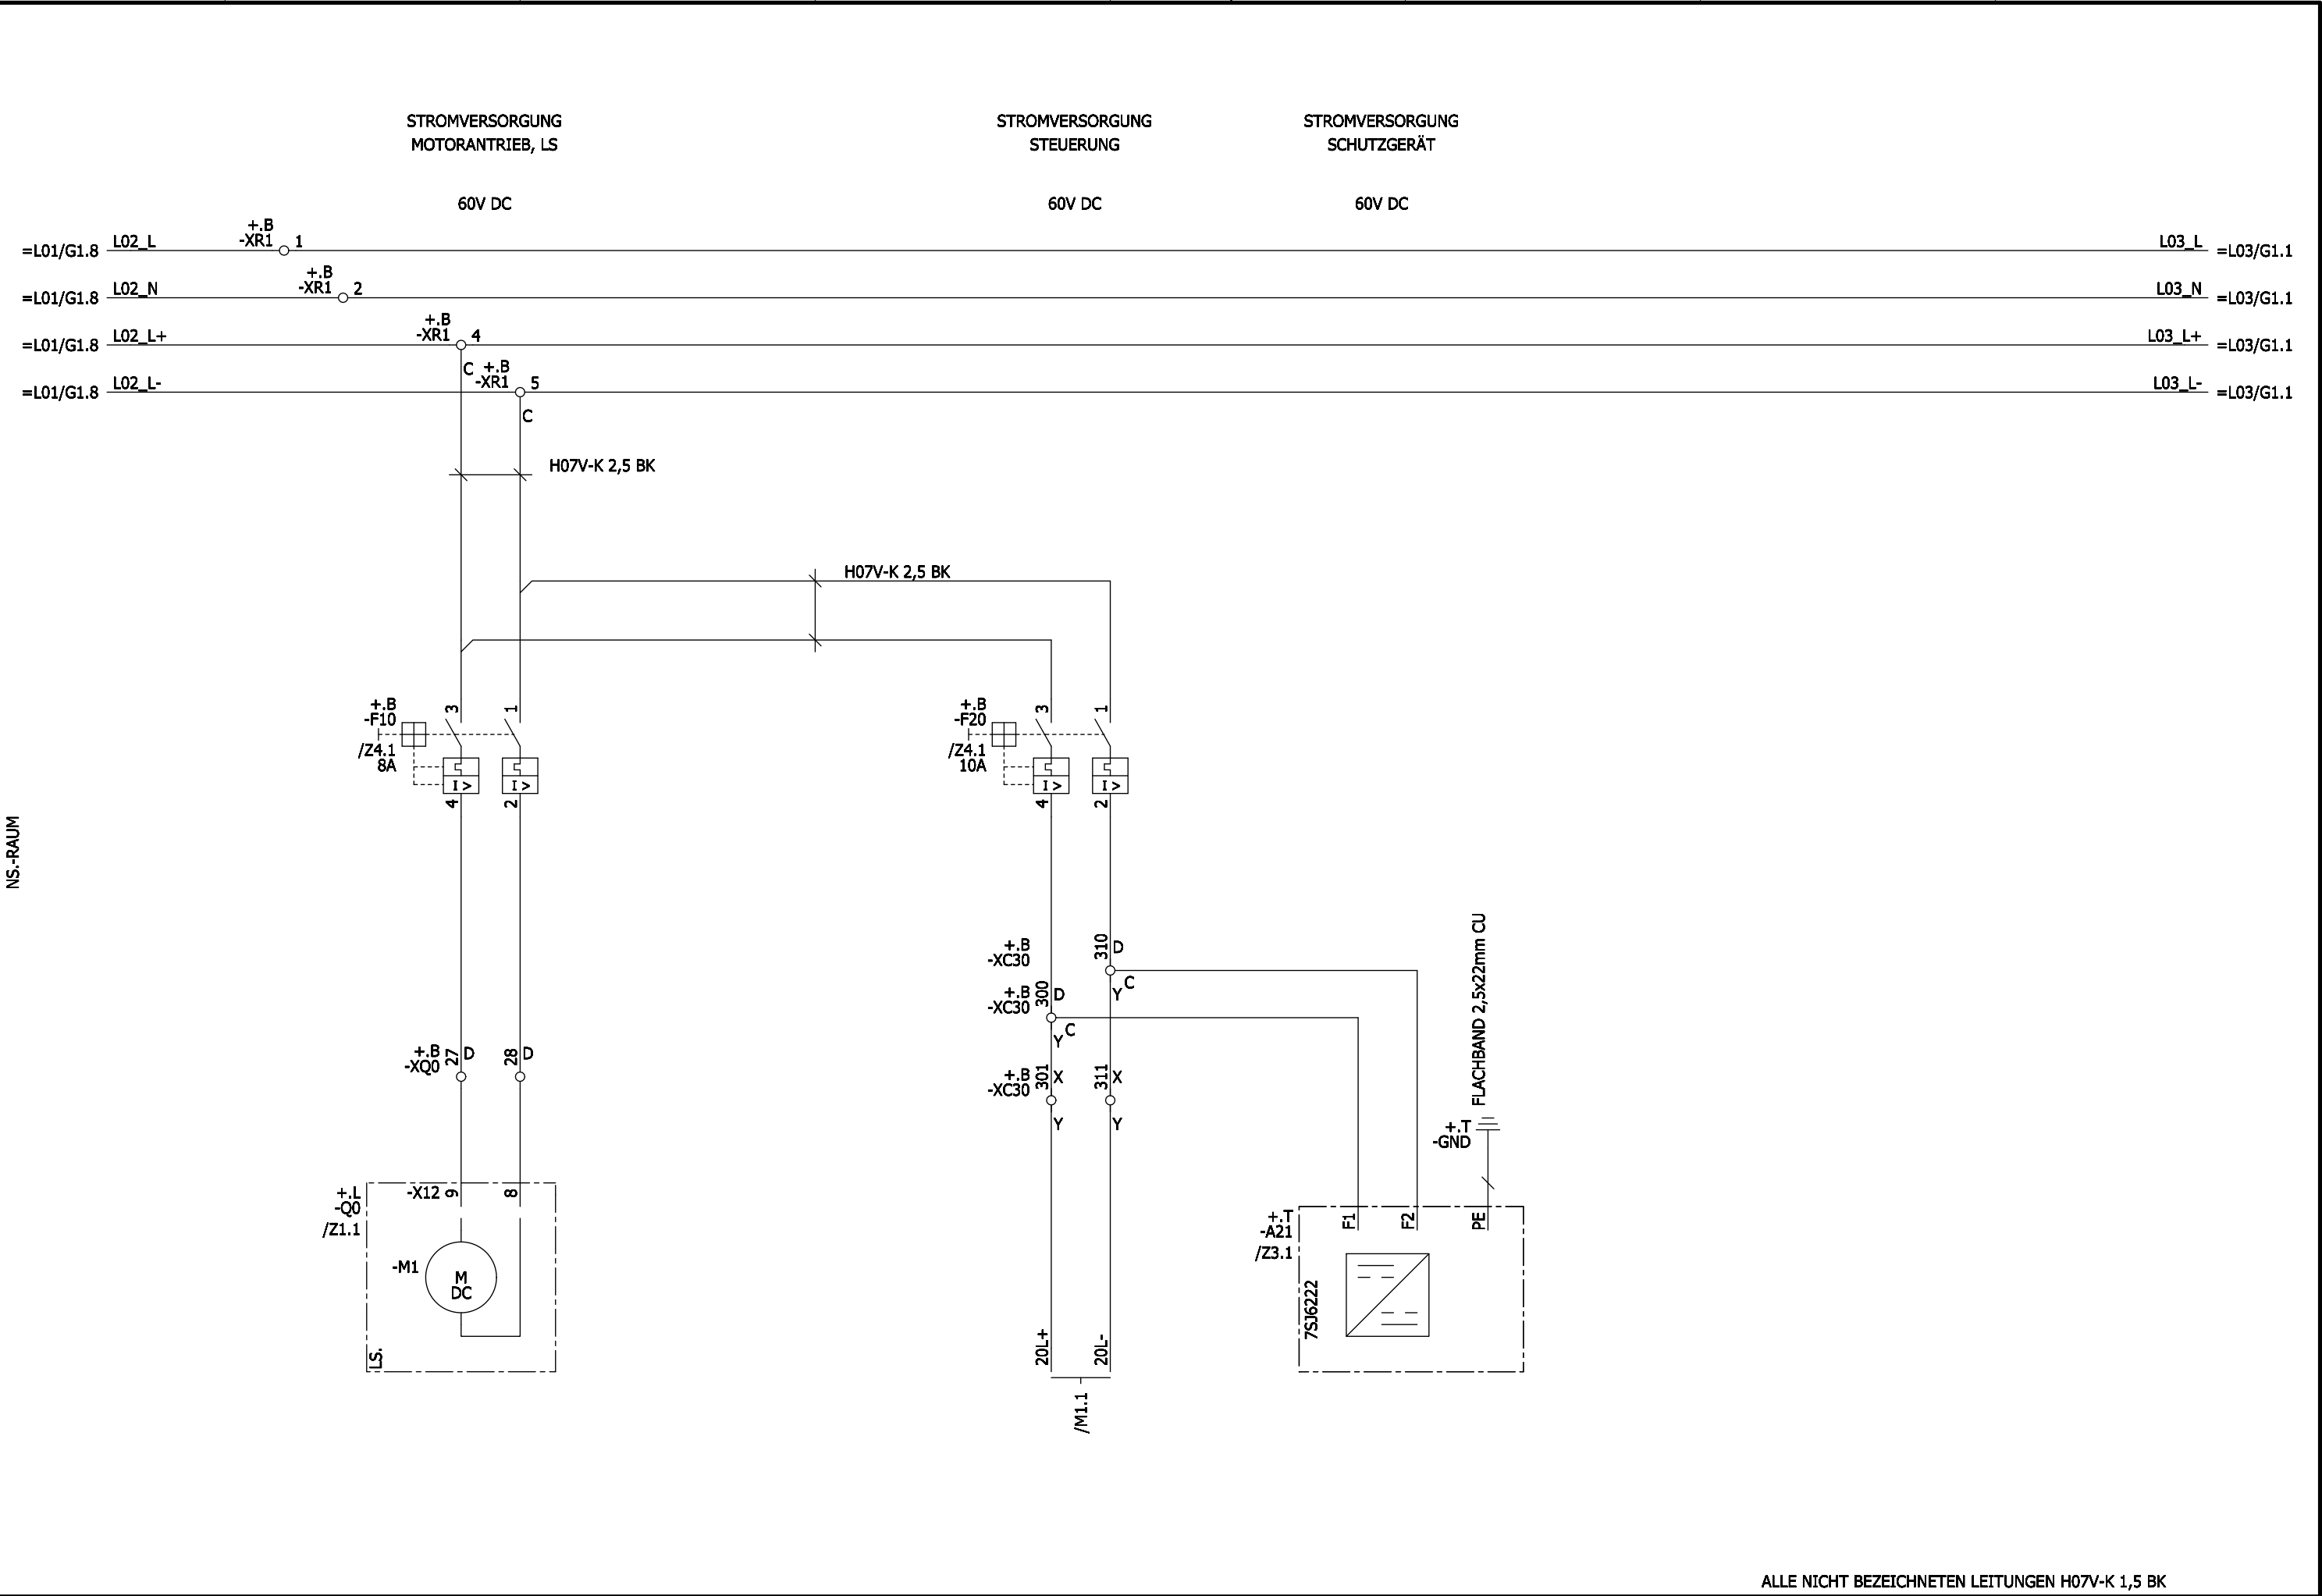 STROMVERSORGUNG
MOTORANTRIEB, LS
60V DC
STROMVERSORGUNG
STEUERUNG
60V DC
STROMVERSORGUNG
SCHUTZGERÄT
60V DC
=L01/G1.8 L02_L +.B
-XR1 1 L03_L =L03/G1.1
=L01/G1.8 L02_N +.B
-XR1 2 L03_N =L03/G1.1
=L01/G1.8 L02_L+ +.B
-XR1 4 L03_L+ =L03/G1.1
C +.B
=L01/G1.8 L02_L- -XR1 5 L03_L- =L03/G1.1
C
H07V-K 2,5 BK
H07V-K 2,5 BK
+.B 3 1
-F10
/Z4.1
8A
I > I >
4 2
+.B 3 1
-F20
/Z4.1
10A
I > I >
4 2
NS.-RAUM
+.B 310 D
-XC30
C
+.B 300 D Y
-XC30
C
Y
+.B 301 X 311 X
-XC30
Y Y
+.B 27 D 28 D
-XQ0
FLACHBAND 2,5x22mm CU
+.T
-GND
+.L -X12 9 8
-Q0
/Z1.1
-M1
M
DC
LS.
+.T F1 F2 PE
-A21
/Z3.1
7SJ6222
20L+ 20L-
/M1.1
ALLE NICHT BEZEICHNETEN LEITUNGEN H07V-K 1,5 BK